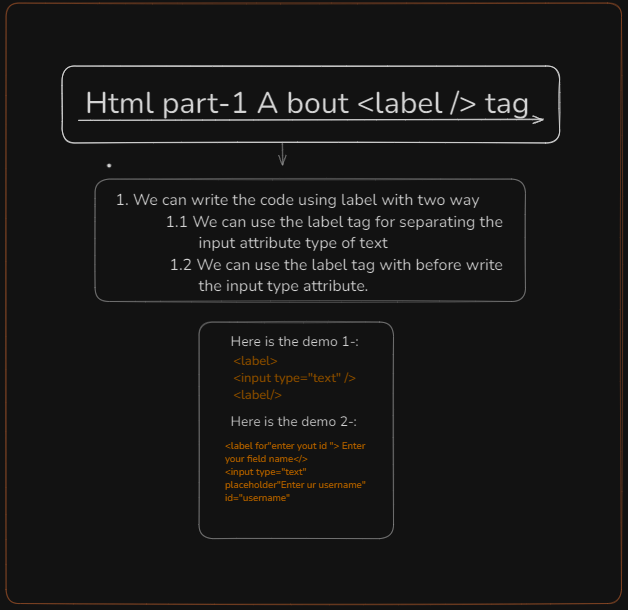 Html part-1 A bout <label /> tag
1. We can write the code using label with two way
1.1 We can use the label tag for separating the
input attribute type of text
1.2 We can use the label tag with before write
the input type attribute.
Here is the demo 1-:
<label>
<input type="text" />
<label/>
Here is the demo 2-:
<label for"enter yout id "> Enter
your field name</>
<input type="text"
placeholder"Enter ur username"
id="username"